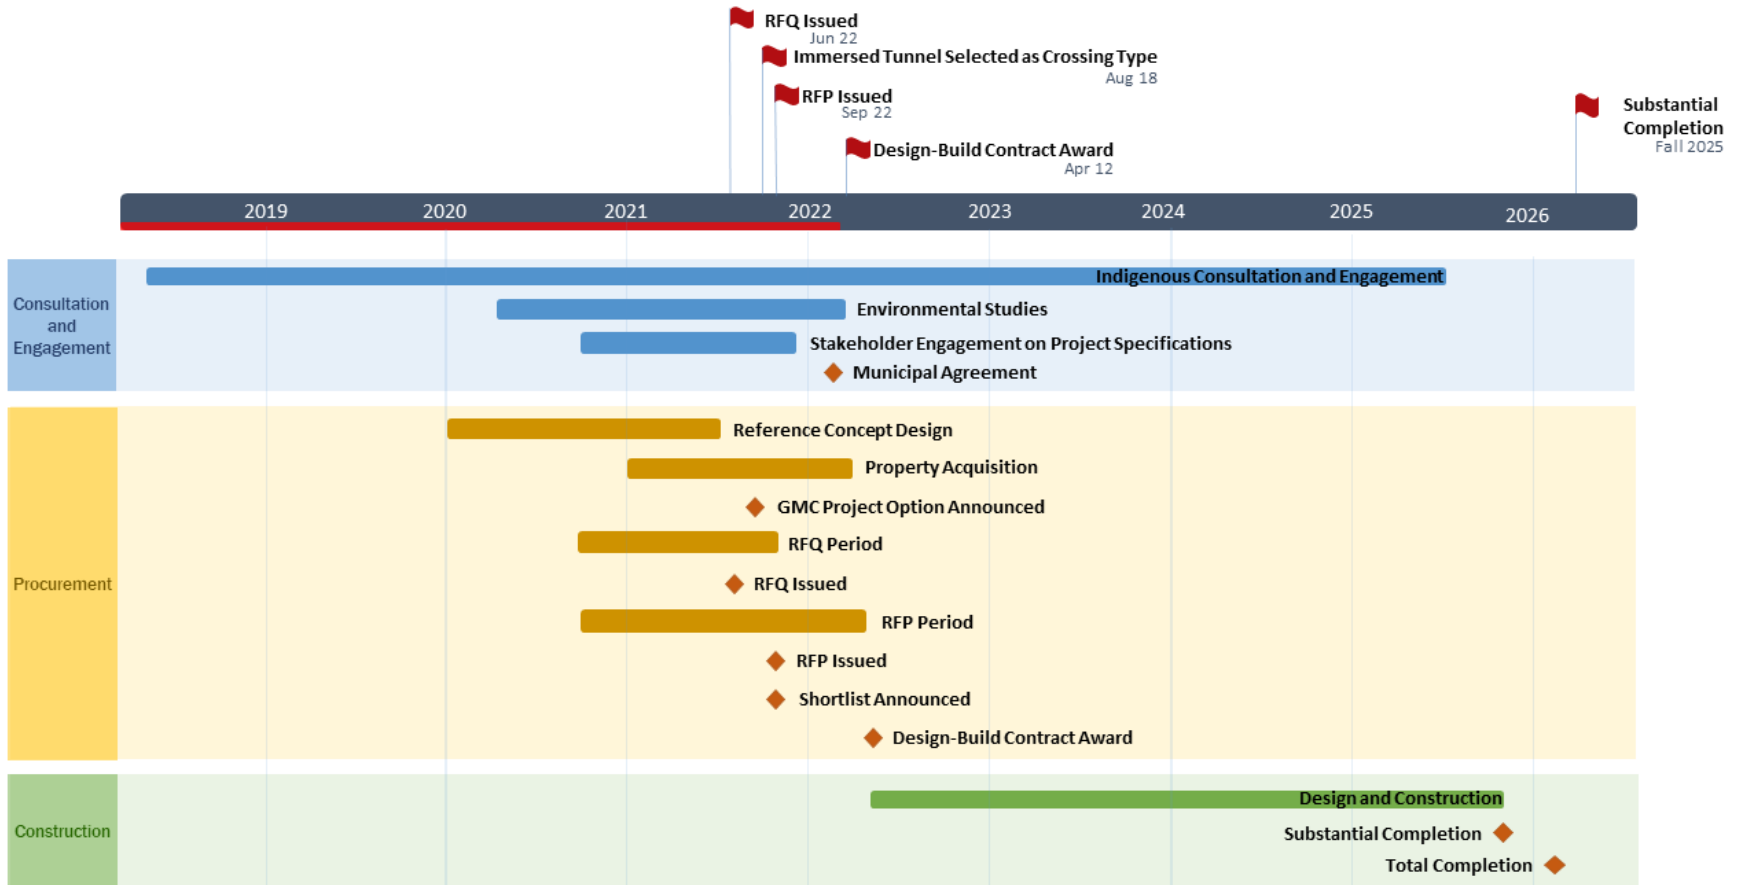 RFQ Issued
Jun 22
Immersed Tunnel Selected as Crossing Type
Aug 18
RFP Issued
Sep 22
Design-Build Contract Award
Apr 12
Substantial
Completion
Fall 2025
2019 2020 2021 2022 2023 2024 2025 2026
Consultation
and
Engagement
Indigenous Consultation and Engagement
Environmental Studies
Stakeholder Engagement on Project Specifications
Municipal Agreement
Procurement
Reference Concept Design
Property Acquisition
GMC Project Option Announced
RFQ Period
RFQ Issued
RFP Period
RFP Issued
Shortlist Announced
Design-Build Contract Award
Construction
Design and Construction
Substantial Completion
Total Completion